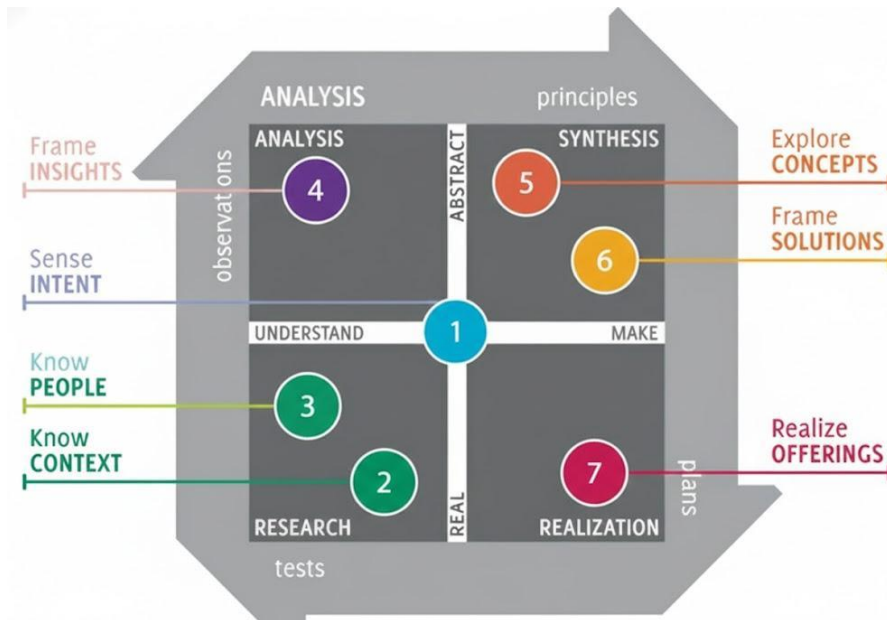 ANALYSIS
principles
Frame
INSIGHTS
observations
ANALYSIS
4
ABSTRACT
SYNTHESIS
5
Explore
CONCEPTS
6
Frame
SOLUTIONS
Sense
INTENT
UNDERSTAND
1
MAKE
Know
PEOPLE
3
Know
CONTEXT
2
RESEARCH
REAL
7
REALIZATION
Realize
OFFERINGS
plans
tests